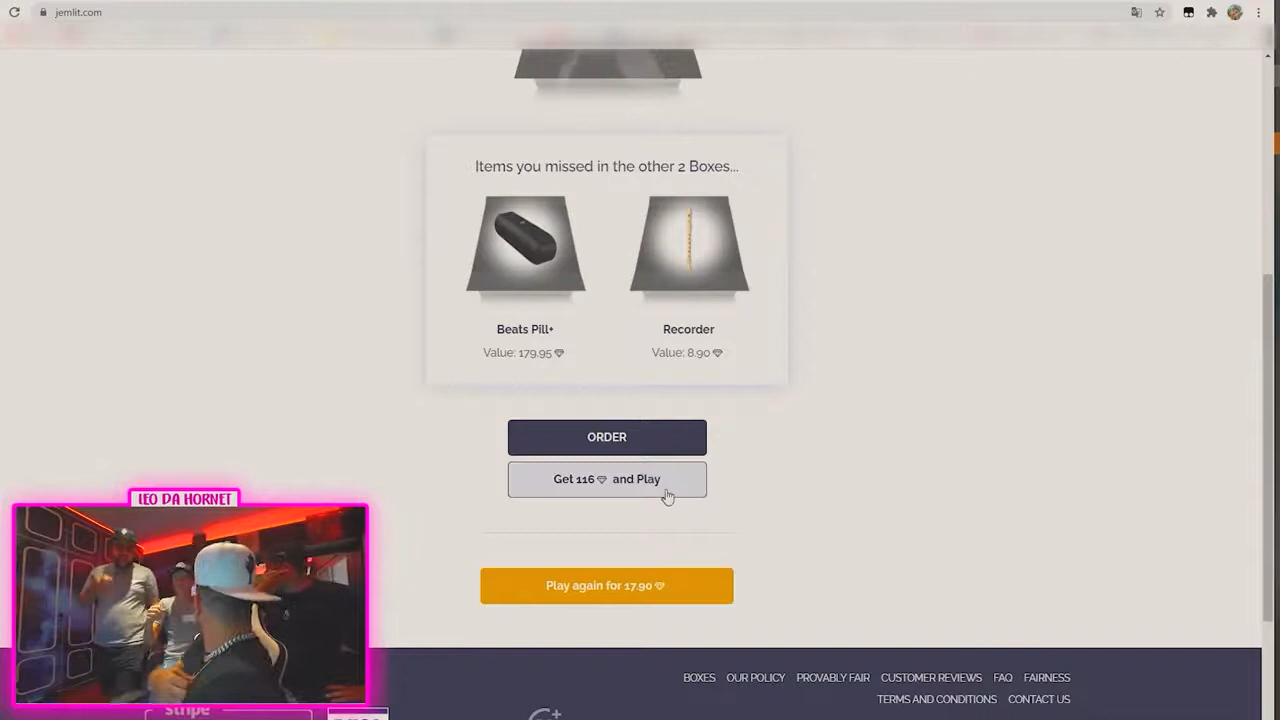 jemlit.com
Items you missed in the other 2 Boxes...
Beats Pill+
Recorder
Value: 179.95
Value: 8.90
ORDER
Get 116 and Play
LEO DA HORNET
Play again for 17.90
BOXES OUR POLICY PROVABLY FAIR CUSTOMER REVIEWS FAQ FAIRNESS
TERMS AND CONDITIONS CONTACT US
stripe